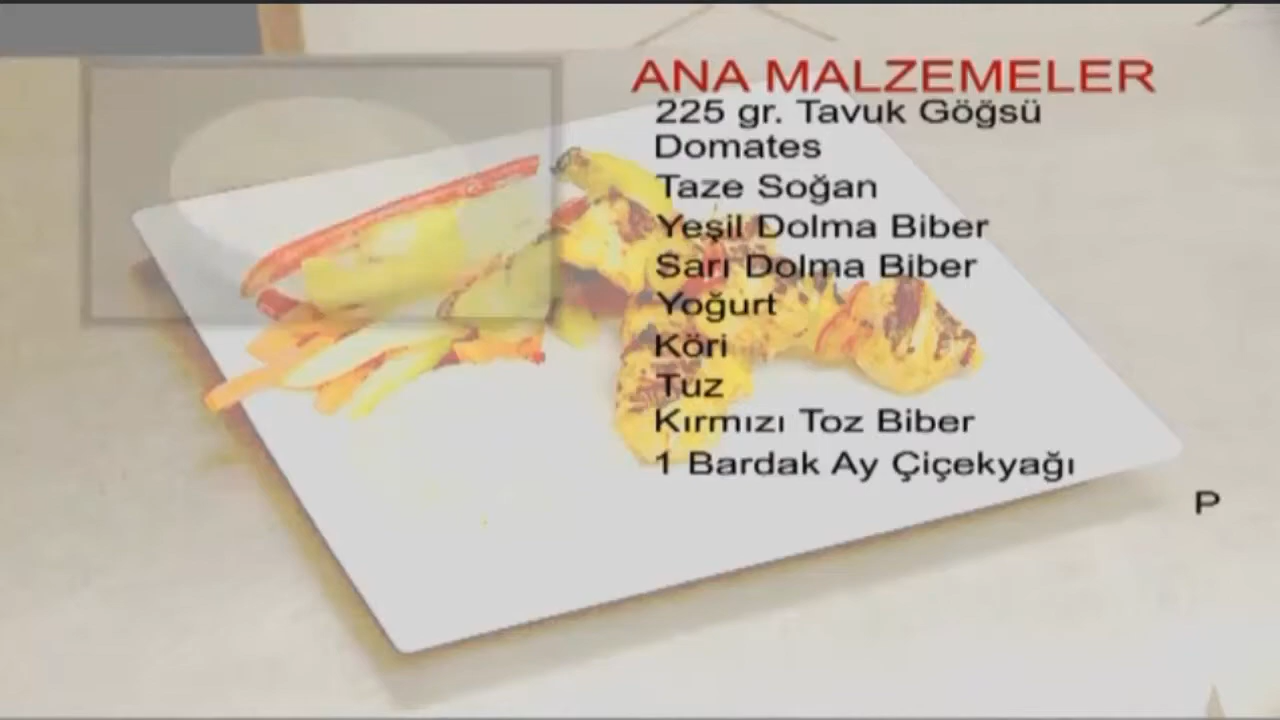 ANA MALZEMELER
225 gr. Tavuk Göğsü
Domates
Taze Soğan
Yeşil Dolma Biber
Sarı Dolma Biber
Yoğurt
Köri
Tuz
Kırmızı Toz Biber
1 Bardak Ay Çiçekyağı
P